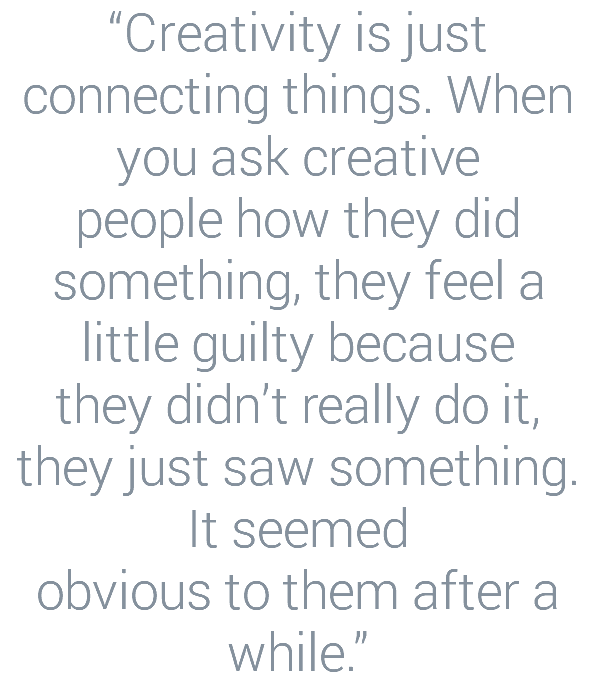 “Creativity is just
connecting things. When
you ask creative
people how they did
something, they feel a
little guilty because
they didn’t really do it,
they just saw something.
It seemed
obvious to them after a
while.”